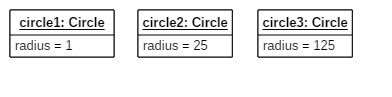 circle1: Circle
radius = 1
circle2: Circle
radius = 25
circle3: Circle
radius = 125